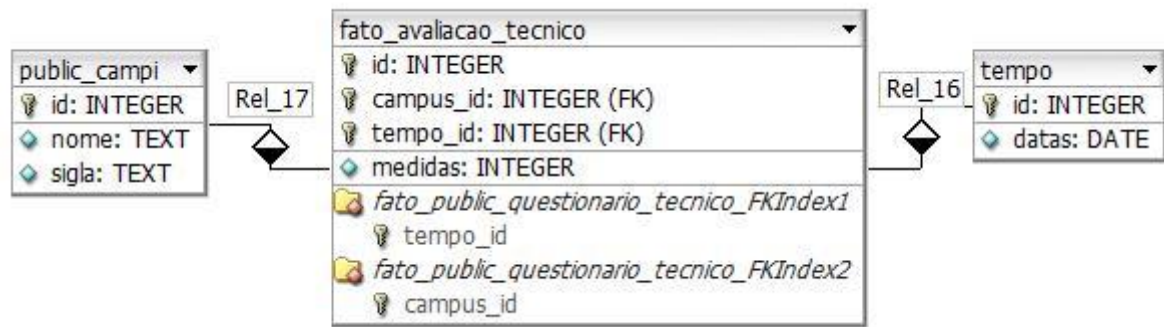 public_campi
id: INTEGER
nome: TEXT
sigla: TEXT
Rel_17
fato_avaliacao_tecnico
id: INTEGER
campus_id: INTEGER (FK)
tempo_id: INTEGER (FK)
medidas: INTEGER
fato_public_questionario_tecnico_FKIndex1
tempo_id
fato_public_questionario_tecnico_FKIndex2
campus_id
Rel_16
tempo
id: INTEGER
datas: DATE